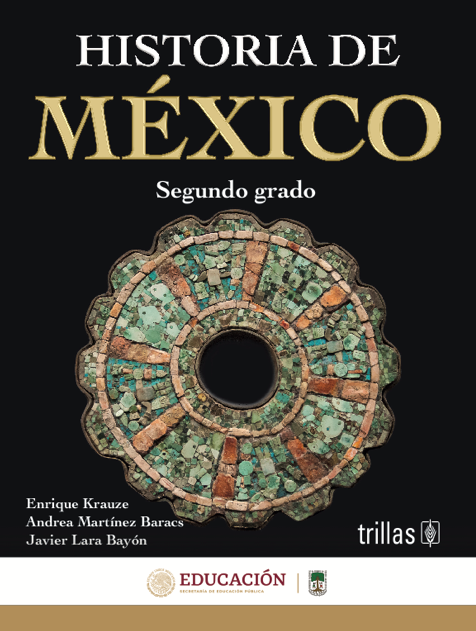 HISTORIA DE
MÉXICO
Segundo grado
Enrique Krauze
Andrea Martínez Baracs
Javier Lara Bayón
trillas
EDUCACIÓN
SECRETARÍA DE EDUCACIÓN PÚBLICA